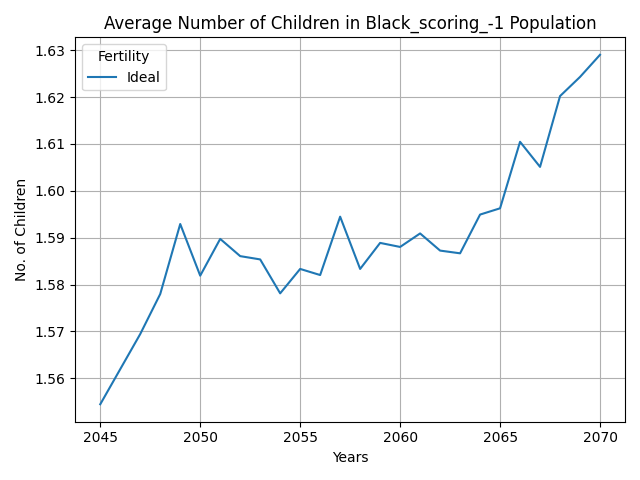 Average Number of Children in Black_scoring_-1 Population
Fertility
Ideal
No. of Children
1.63
1.62
1.61
1.60
1.59
1.58
1.57
1.56
2045 2050 2055 2060 2065 2070
Years